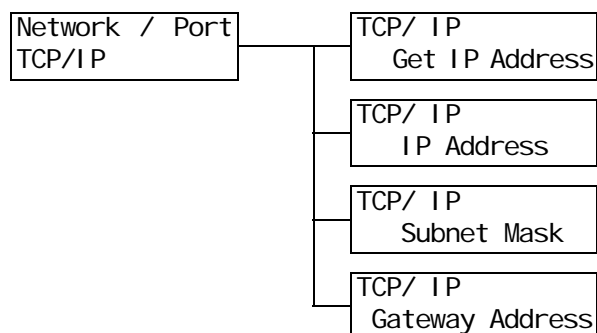 Network / Port
TCP/IP
TCP/ IP
Get IP Address
TCP/ IP
IP Address
TCP/ IP
Subnet Mask
TCP/ IP
Gateway Address